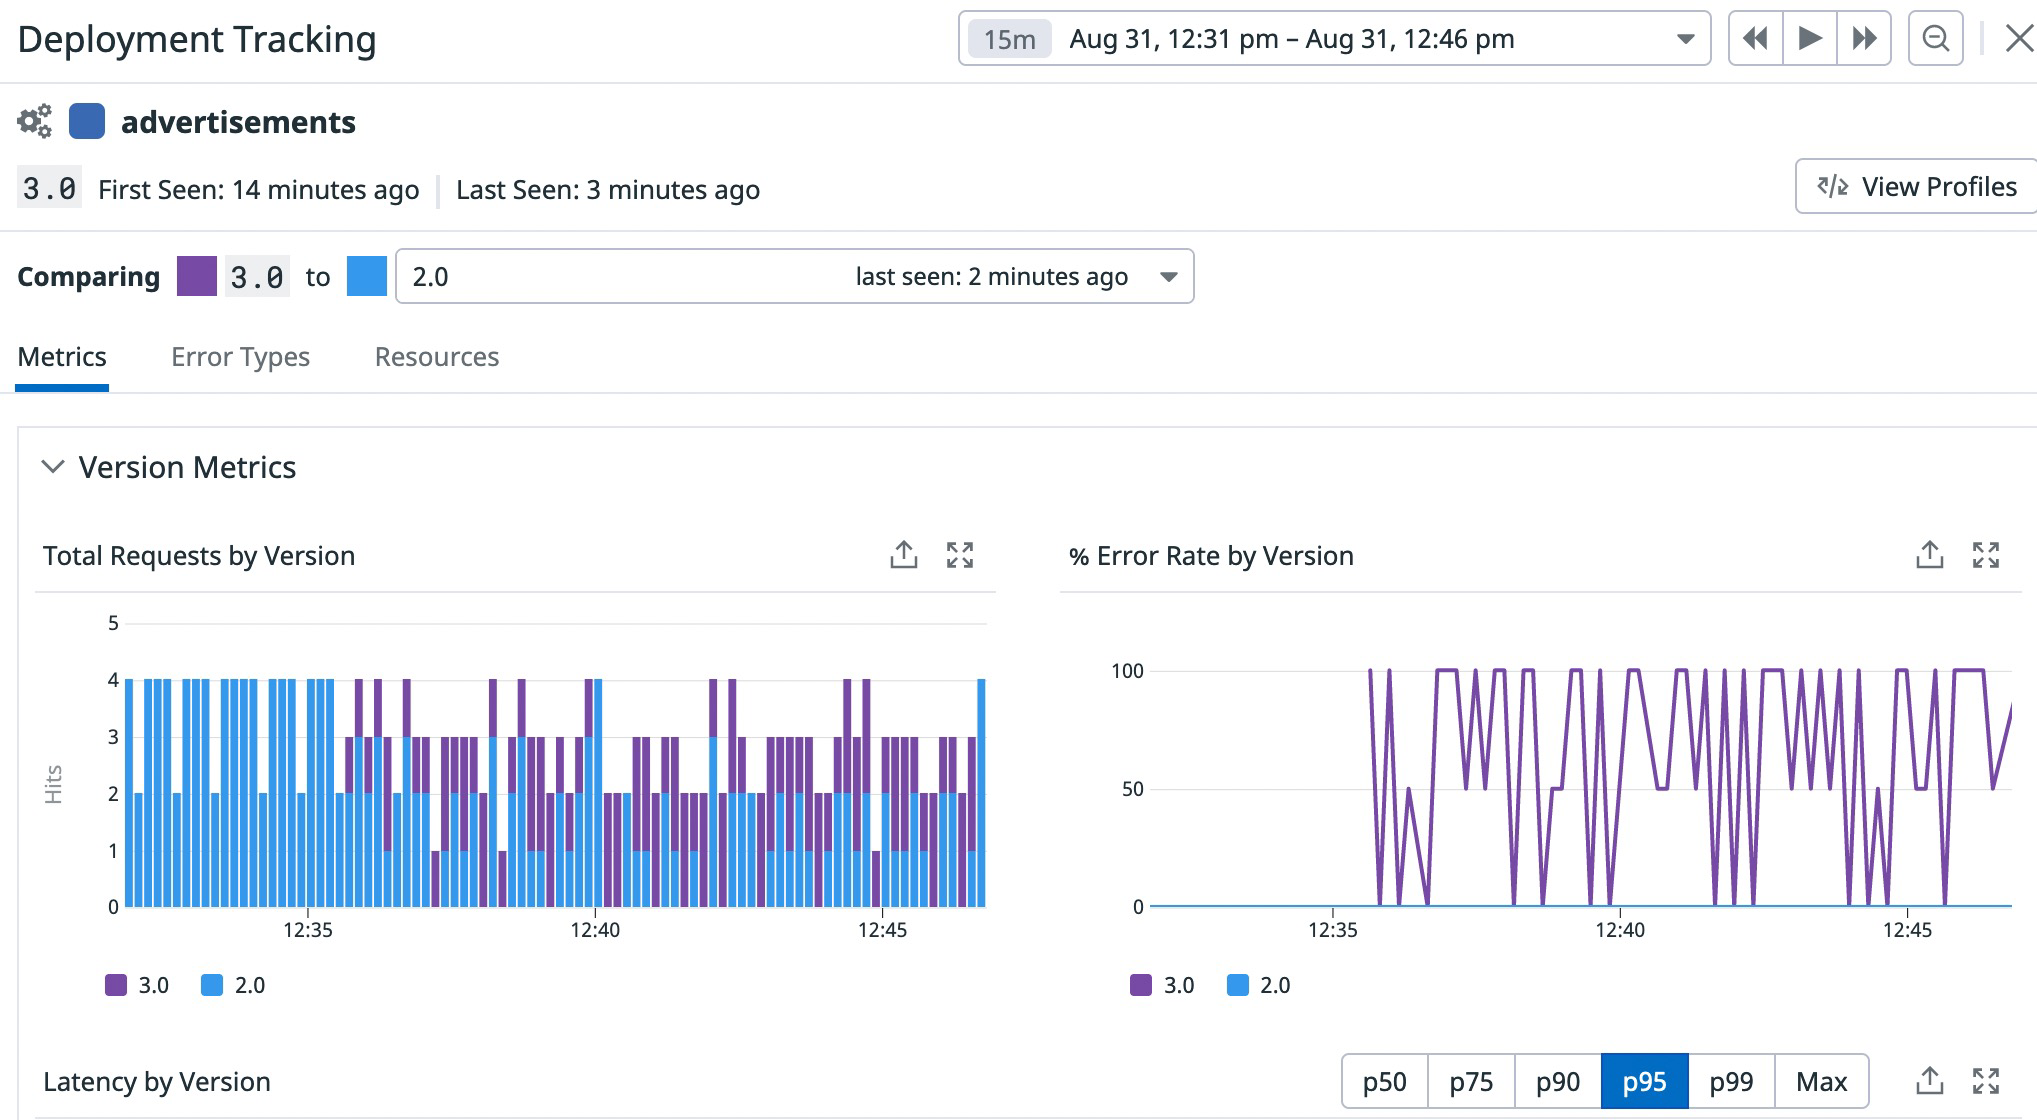 Deployment Tracking
15m Aug 31, 12:31 pm – Aug 31, 12:46 pm
advertisements
3.0 First Seen: 14 minutes ago Last Seen: 3 minutes ago
View Profiles
Comparing 3.0 to 2.0 last seen: 2 minutes ago
Metrics Error Types Resources
Version Metrics
Total Requests by Version
5
4
3
2
1
0
Hits
12:35 12:40 12:45
3.0 2.0
% Error Rate by Version
100
50
0
12:35 12:40 12:45
3.0 2.0
Latency by Version
p50 p75 p90 p95 p99 Max